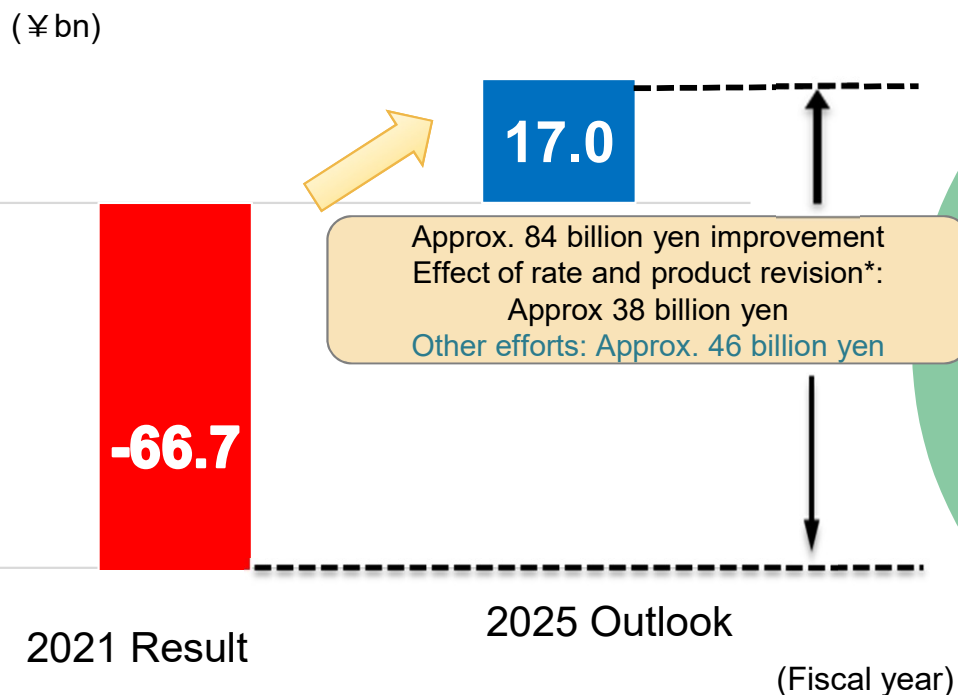 (￥bn)
17.0
Approx. 84 billion yen improvement
Effect of rate and product revision*:
Approx 38 billion yen
Other efforts: Approx. 46 billion yen
-66.7
2025 Outlook
2021 Result
(Fiscal year)